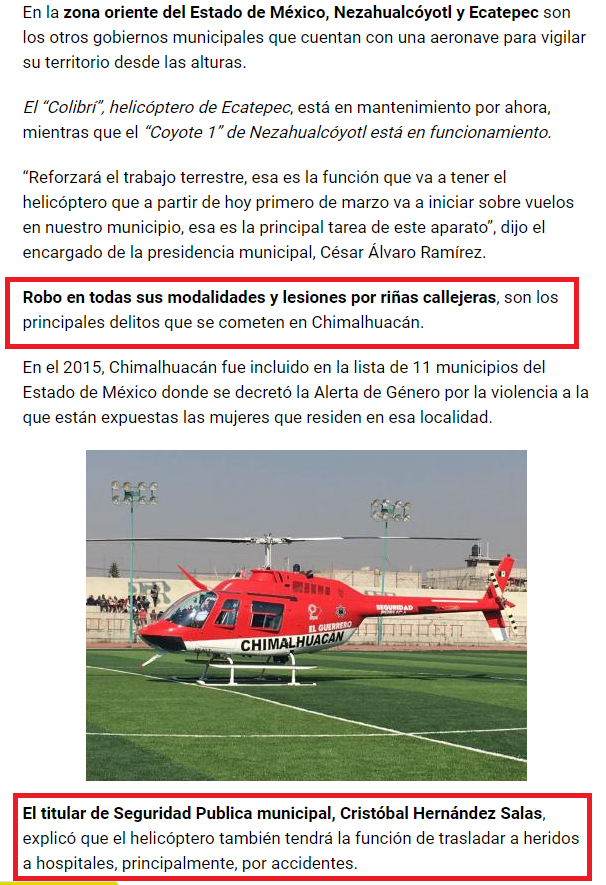 En la zona oriente del Estado de México, Nezahualcóyotl y Ecatepec son
los otros gobiernos municipales que cuentan con una aeronave para vigilar
su territorio desde las alturas.
El “Colibrí”, helicóptero de Ecatepec, está en mantenimiento por ahora,
mientras que el “Coyote 1” de Nezahualcóyotl está en funcionamiento.
“Reforzará el trabajo terrestre, esa es la función que va a tener el
helicóptero que a partir de hoy primero de marzo va a iniciar sobre vuelos
en nuestro municipio, esa es la principal tarea de este aparato”, dijo el
encargado de la presidencia municipal, César Álvaro Ramírez.
Robo en todas sus modalidades y lesiones por riñas callejeras, son los
principales delitos que se cometen en Chimalhuacán.
En el 2015, Chimalhuacán fue incluido en la lista de 11 municipios del
Estado de México donde se decretó la Alerta de Género por la violencia a la
que están expuestas las mujeres que residen en esa localidad.
SEGURIDAD
EL GUERRERO
CHIMALHUACÁN
El titular de Seguridad Publica municipal, Cristóbal Hernández Salas,
explicó que el helicóptero también tendrá la función de trasladar a heridos
a hospitales, principalmente, por accidentes.